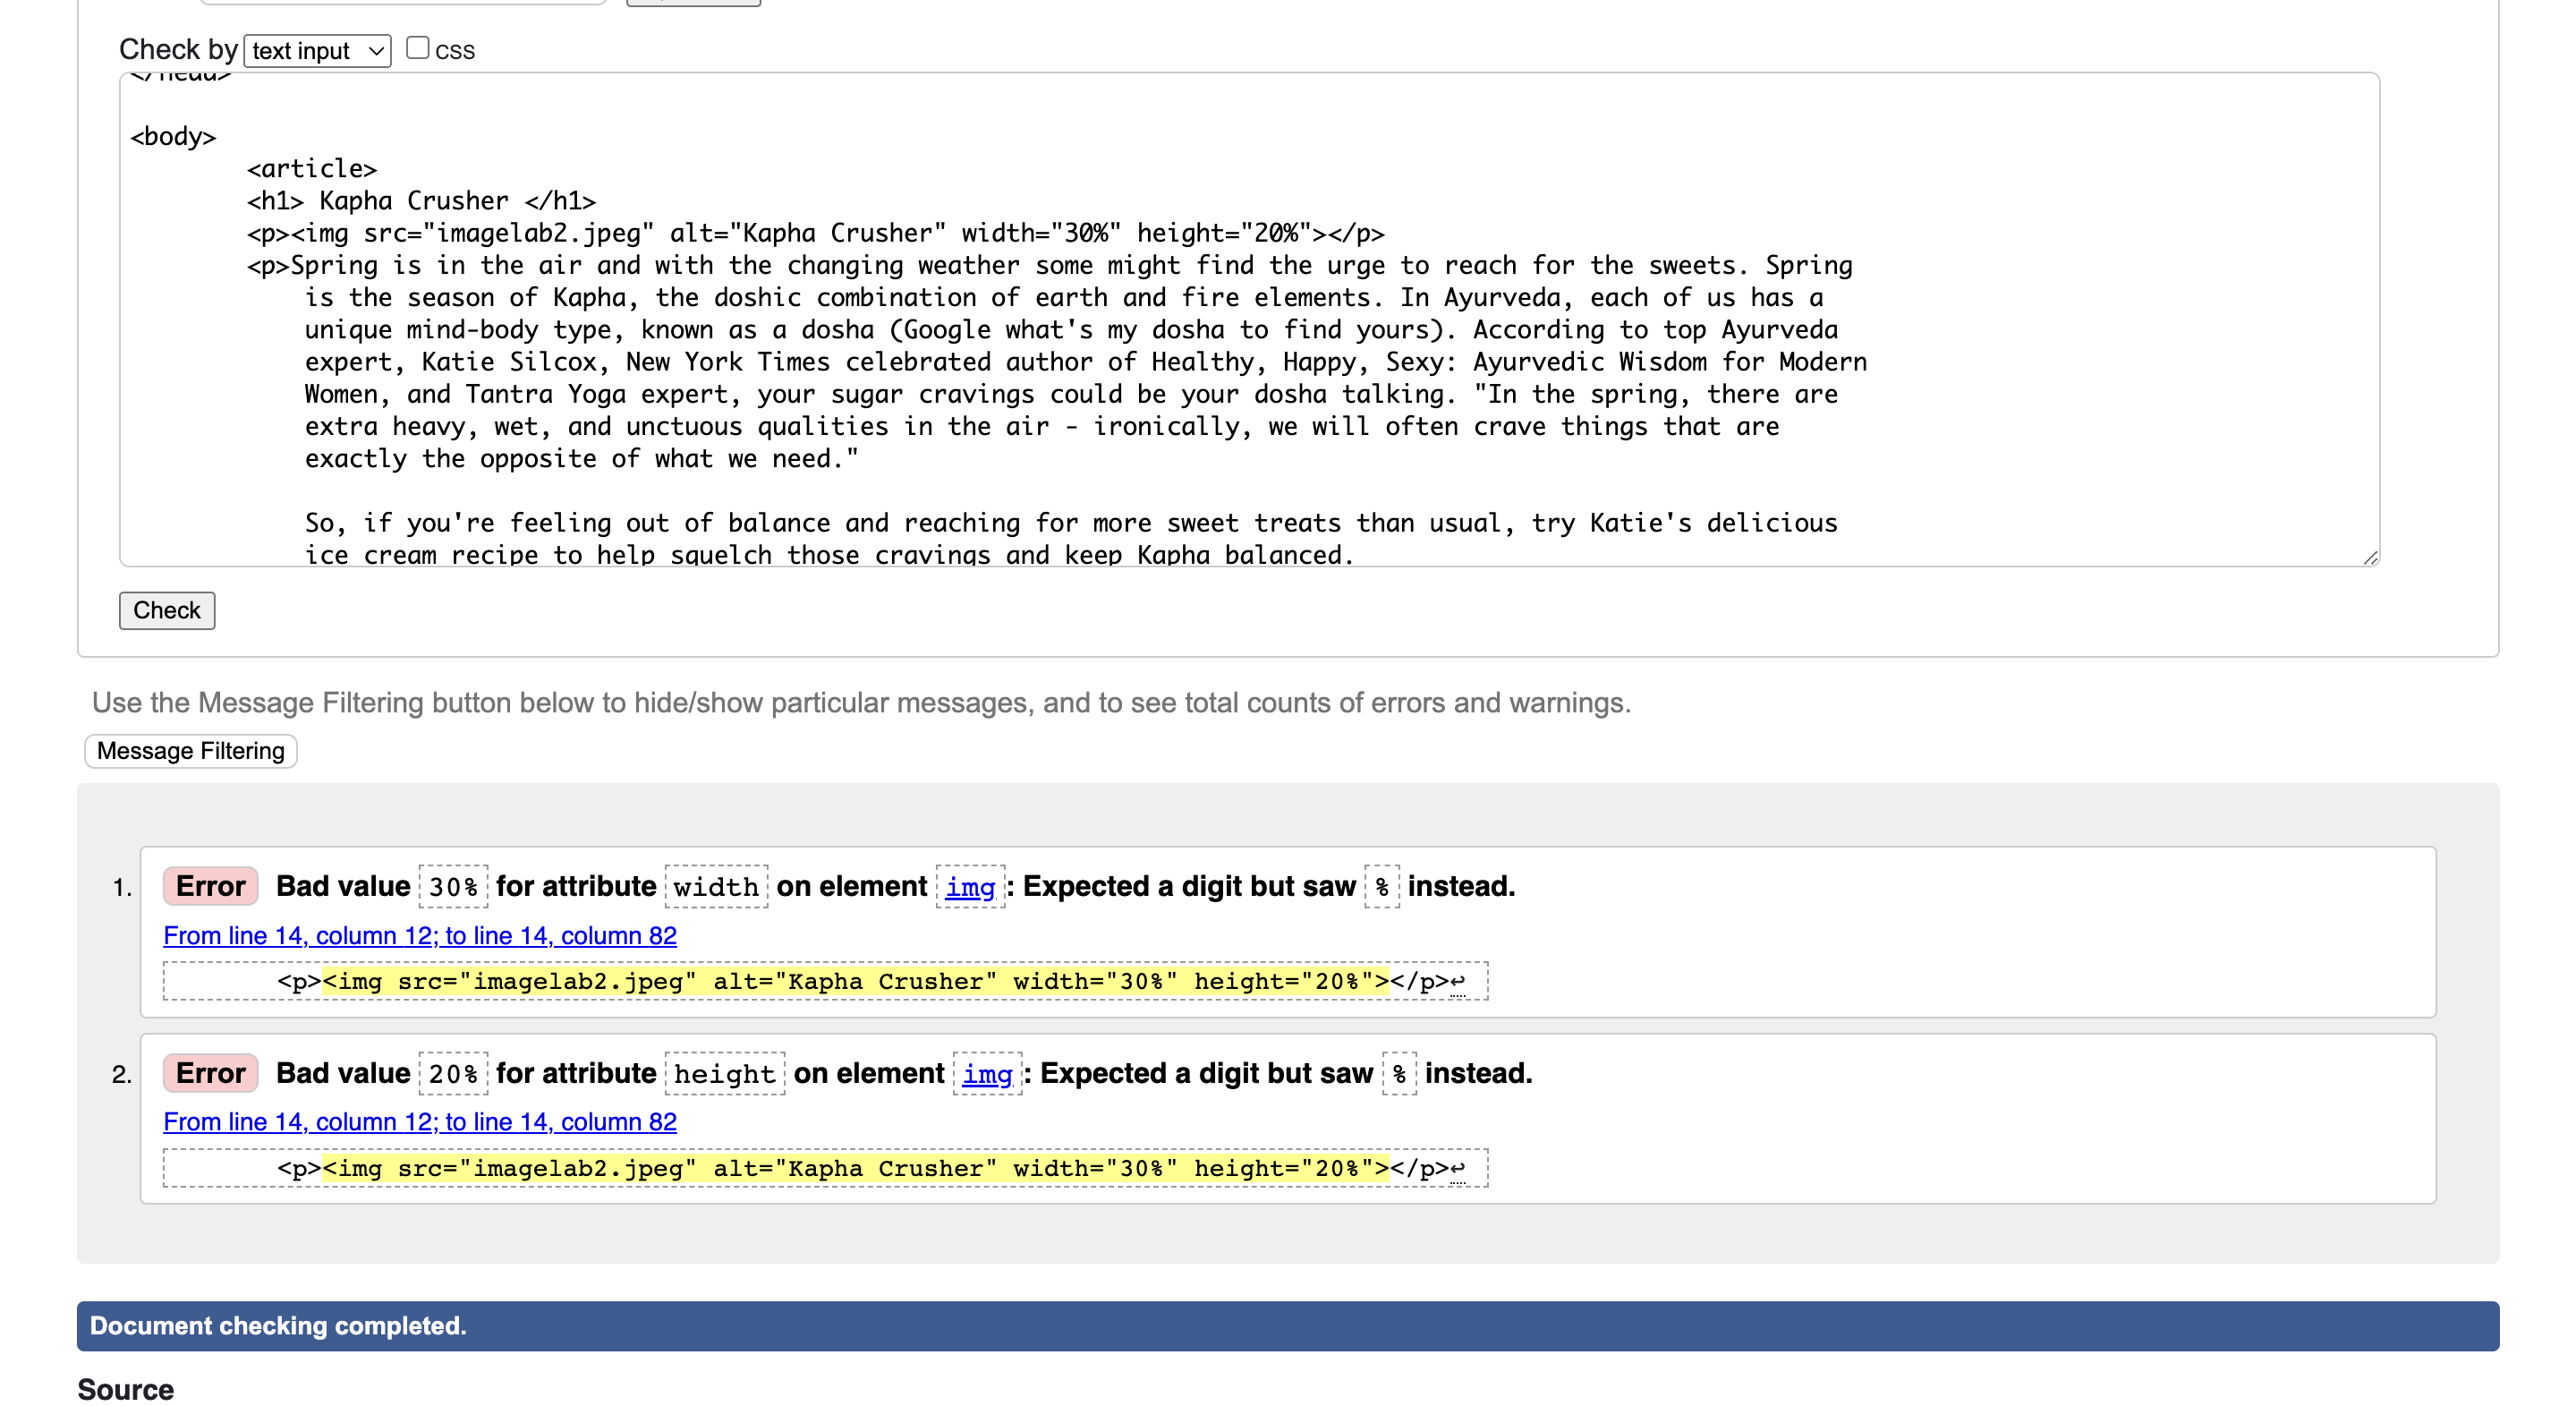 Check by text input CSS
</head>
<body>
<article>
<h1> Kapha Crusher </h1>
<p><img src="imagelab2.jpeg" alt="Kapha Crusher" width="30%" height="20%"></p>
<p>Spring is in the air and with the changing weather some might find the urge to reach for the sweets. Spring
is the season of Kapha, the doshic combination of earth and fire elements. In Ayurveda, each of us has a
unique mind-body type, known as a dosha (Google what's my dosha to find yours). According to top Ayurveda
expert, Katie Silcox, New York Times celebrated author of Healthy, Happy, Sexy: Ayurvedic Wisdom for Modern
Women, and Tantra Yoga expert, your sugar cravings could be your dosha talking. "In the spring, there are
extra heavy, wet, and unctuous qualities in the air - ironically, we will often crave things that are
exactly the opposite of what we need."
So, if you're feeling out of balance and reaching for more sweet treats than usual, try Katie's delicious
ice cream recipe to help squelch those cravings and keep Kapha balanced.
Check
Use the Message Filtering button below to hide/show particular messages, and to see total counts of errors and warnings.
Message Filtering
1. Error Bad value 30% for attribute width on element img: Expected a digit but saw % instead.
From line 14, column 12; to line 14, column 82
<p><img src="imagelab2.jpeg" alt="Kapha Crusher" width="30%" height="20%"></p>↩
2. Error Bad value 20% for attribute height on element img: Expected a digit but saw % instead.
From line 14, column 12; to line 14, column 82
<p><img src="imagelab2.jpeg" alt="Kapha Crusher" width="30%" height="20%"></p>↩
Document checking completed.
Source